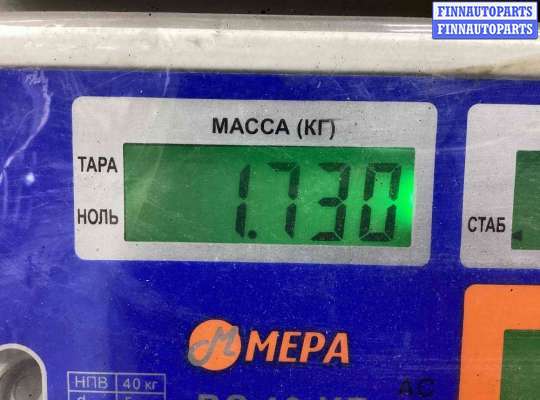 FINNAUTOPARTS
FINNAUTOPARTS
МАССА (КГ)
ТАРА
НОЛЬ
1.730
СТАБ
МЕРА
НПВ 40 кг